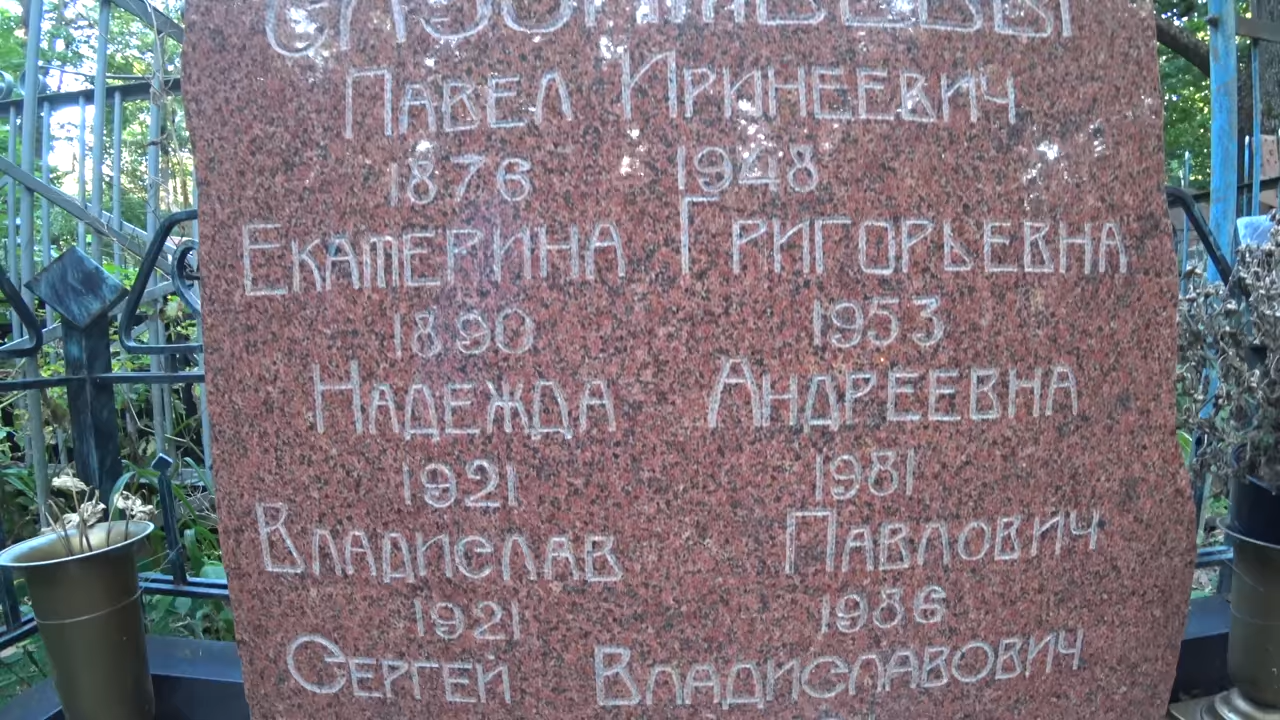 Павел Иринеевич
1876 1948
Екатерина Григорьевна
1890 1953
Надежда Андреевна
1921 1981
Владислав Павлович
1921 1986
Сергей Владиславович